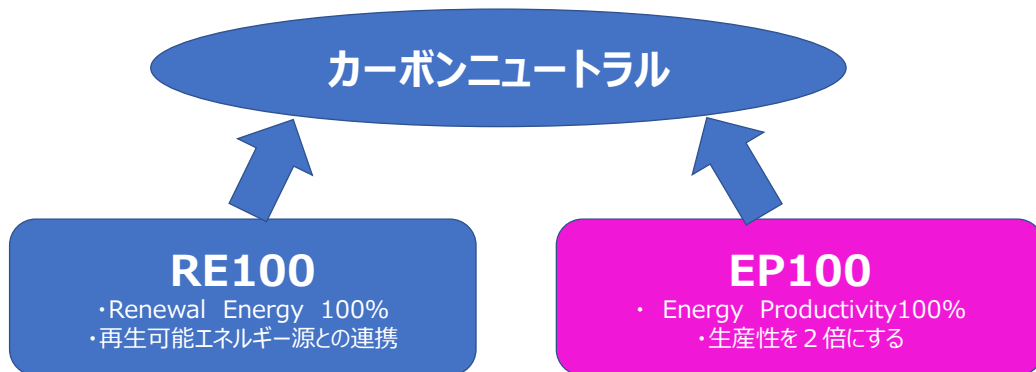 カーボンニュートラル
RE100
・Renewal Energy 100%
・再生可能エネルギー源との連携
EP100
・ Energy Productivity100%
・生産性を２倍にする